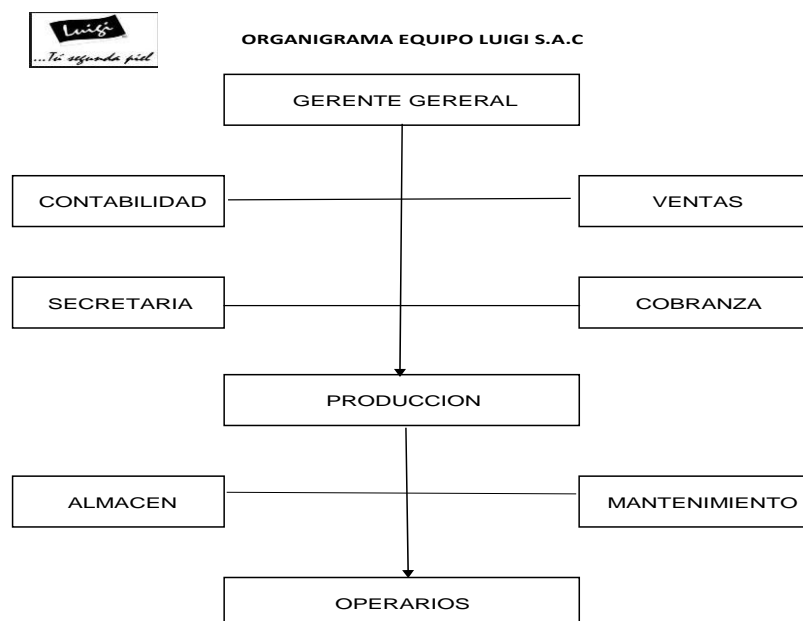 Luigi
...Tú segunda piel
ORGANIGRAMA EQUIPO LUIGI S.A.C
GERENTE GERERAL
CONTABILIDAD
VENTAS
SECRETARIA
COBRANZA
PRODUCCION
ALMACEN
MANTENIMIENTO
OPERARIOS